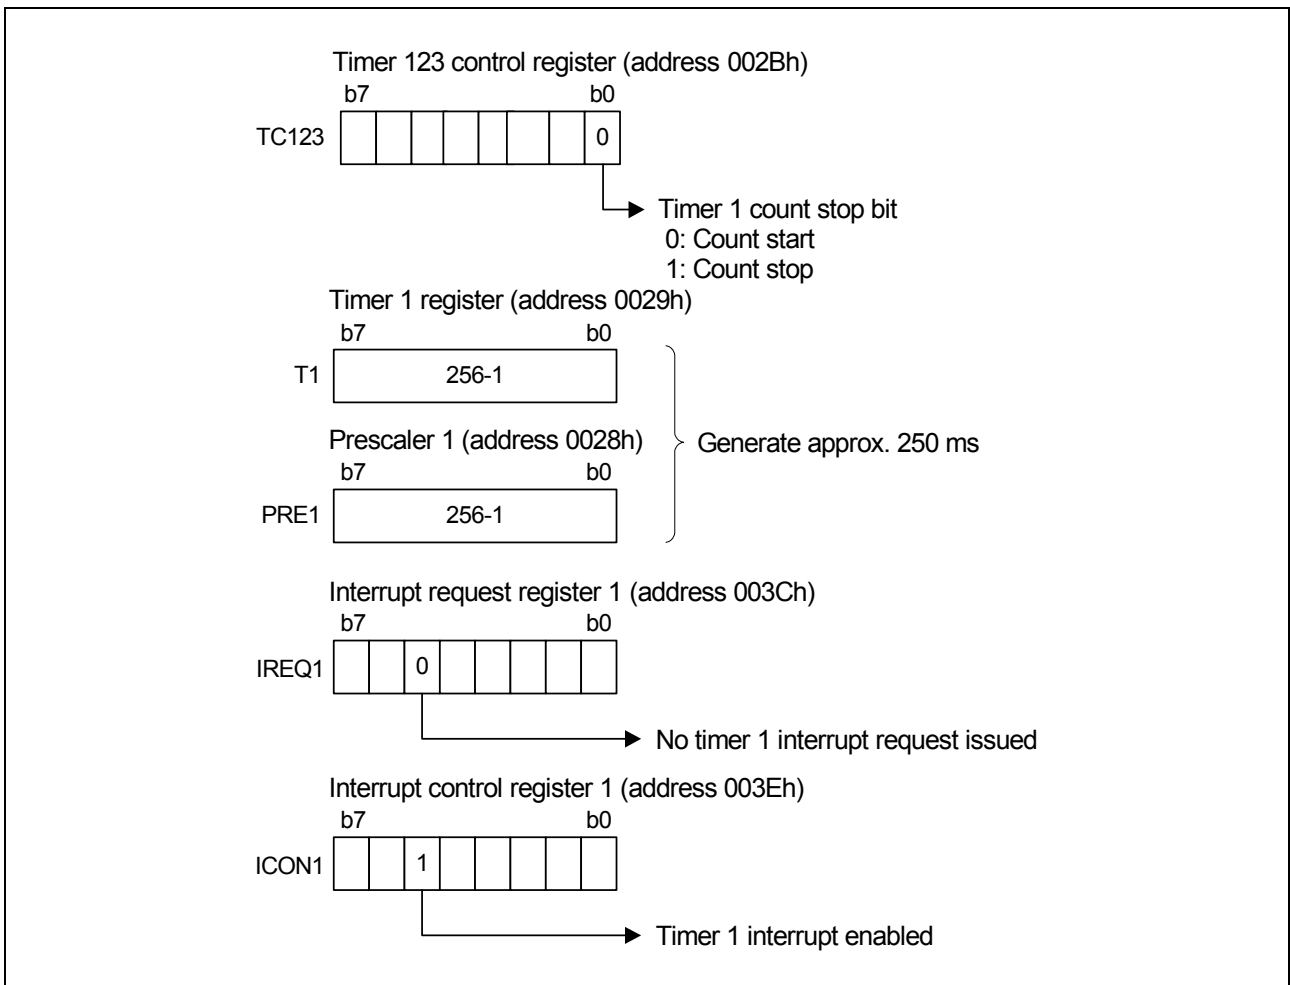 Timer 123 control register (address 002Bh)
b7 b0
TC123 0
Timer 1 count stop bit
0: Count start
1: Count stop
Timer 1 register (address 0029h)
b7 b0
T1 256-1
Prescaler 1 (address 0028h)
Generate approx. 250 ms
b7 b0
PRE1 256-1
Interrupt request register 1 (address 003Ch)
b7 b0
IREQ1 0
No timer 1 interrupt request issued
Interrupt control register 1 (address 003Eh)
b7 b0
ICON1 1
Timer 1 interrupt enabled